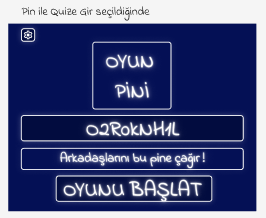 Pin ile Quize Gir seçildiğinde
OYUN
PİNİ
O2RokNH1L
Arkadaşlarını bu pine çağır !
OYUNU BAŞLAT